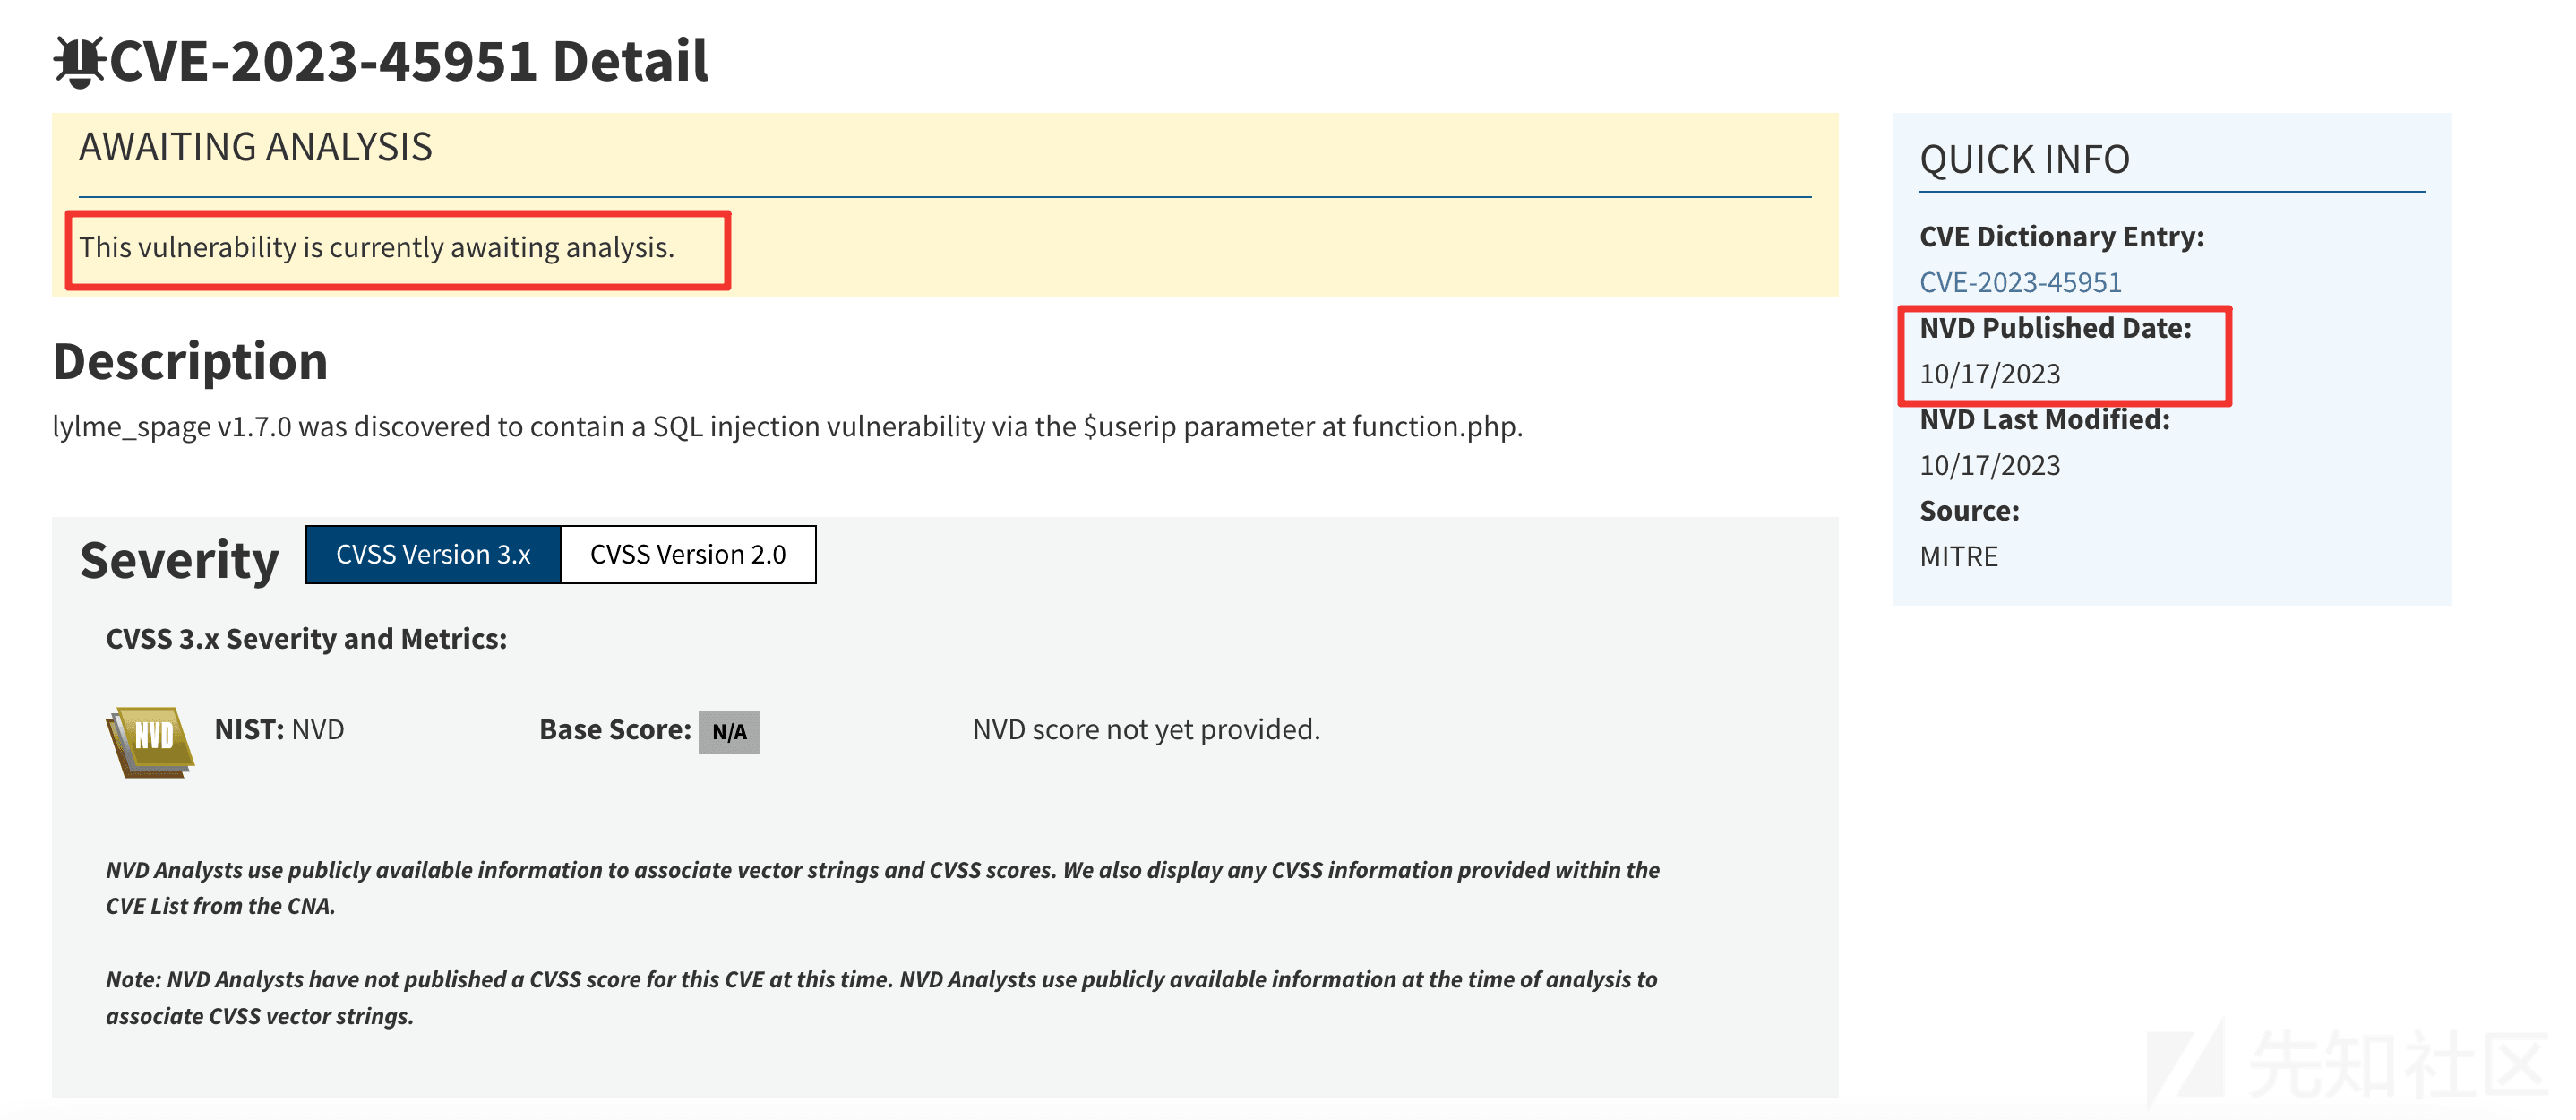 CVE-2023-45951 Detail
AWAITING ANALYSIS
This vulnerability is currently awaiting analysis.
Description
lylme_spage v1.7.0 was discovered to contain a SQL injection vulnerability via the $userip parameter at function.php.
Severity
CVSS Version 3.x
CVSS Version 2.0
CVSS 3.x Severity and Metrics:
NVD
NIST: NVD
Base Score: N/A
NVD score not yet provided.
NVD Analysts use publicly available information to associate vector strings and CVSS scores. We also display any CVSS information provided within the
CVE List from the CNA.
Note: NVD Analysts have not published a CVSS score for this CVE at this time. NVD Analysts use publicly available information at the time of analysis to
associate CVSS vector strings.
QUICK INFO
CVE Dictionary Entry:
CVE-2023-45951
NVD Published Date:
10/17/2023
NVD Last Modified:
10/17/2023
Source:
MITRE
先知社区